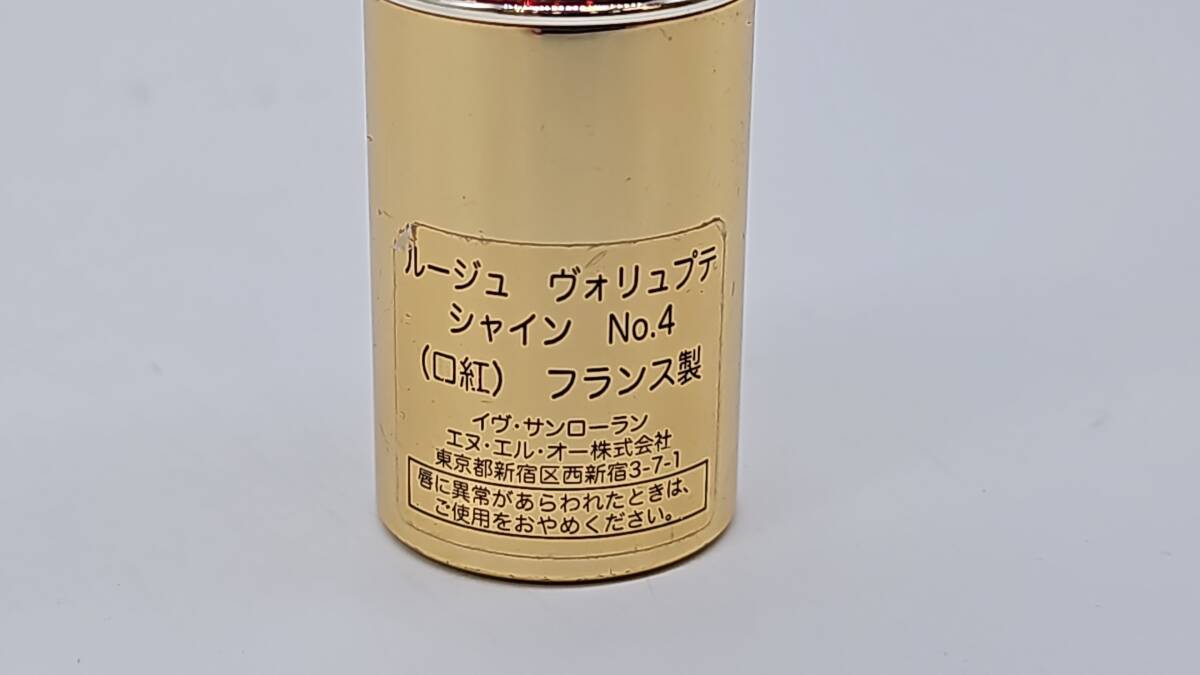 ルージュ ヴォリュプテ
シャイン No.4
(口紅) フランス製
イヴ・サンローラン
エヌ・エル・オー株式会社
東京都新宿区西新宿3-7-1
唇に異常があらわれたときは、
ご使用をおやめください。